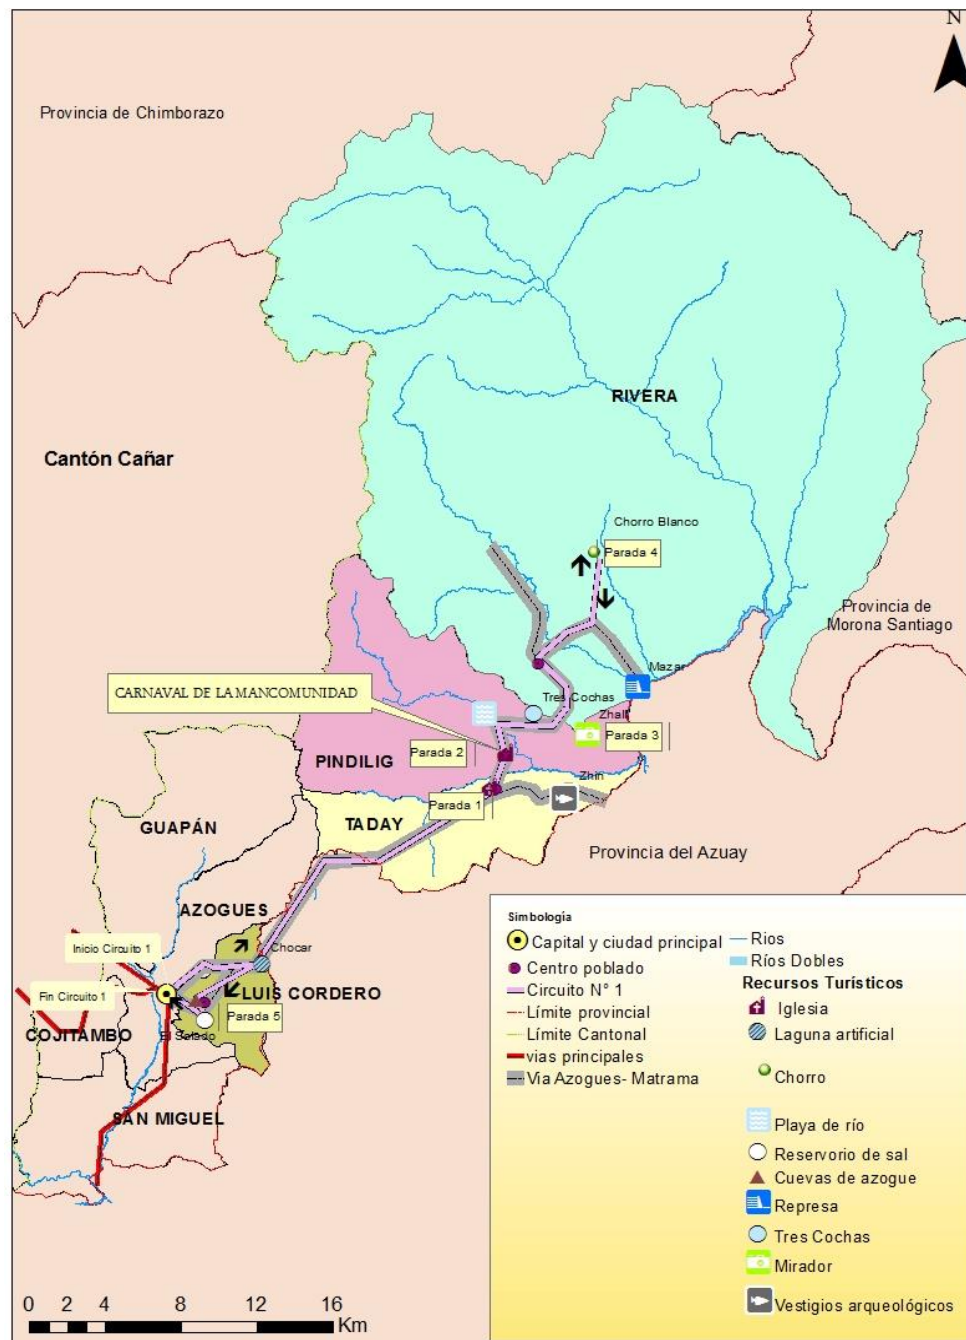 N
Provincia de Chimborazo
RIVERA
Cantón Cañar
Chorro Blanco
Parada 4
Provincia de
Morona Santiago
Mazar
CARNAVAL DE LA MANCOMUNIDAD
Tres Cochas
Zhall
Parada 3
Parada 2
PINDILIG
Zhin
Parada 1
TADAY
GUAPÁN
Provincia del Azuay
AZOGUES
Chocar
Inicio Circuito 1
Fin Circuito 1
LUIS CORDERO
Parada 5
COJITAMBO
El Salado
SAN MIGUEL
Simbología
Capital y ciudad principal
Centro poblado
Circuito N° 1
Límite provincial
Límite Cantonal
vias principales
Via Azogues- Matrama
Rios
Ríos Dobles
Recursos Turísticos
Iglesia
Laguna artificial
Chorro
Playa de río
Reservorio de sal
Cuevas de azogue
Represa
Tres Cochas
Mirador
Vestigios arqueológicos
0 2 4 8 12 16
Km